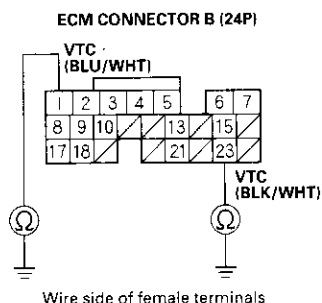 ECM CONNECTOR B (24P)
VTC
(BLU/WHT)
1 2 3 4 5 6 7
8 9 10 13 15
17 18 21 23
VTC
(BLK/WHT)
Ω Ω
Wire side of female terminals